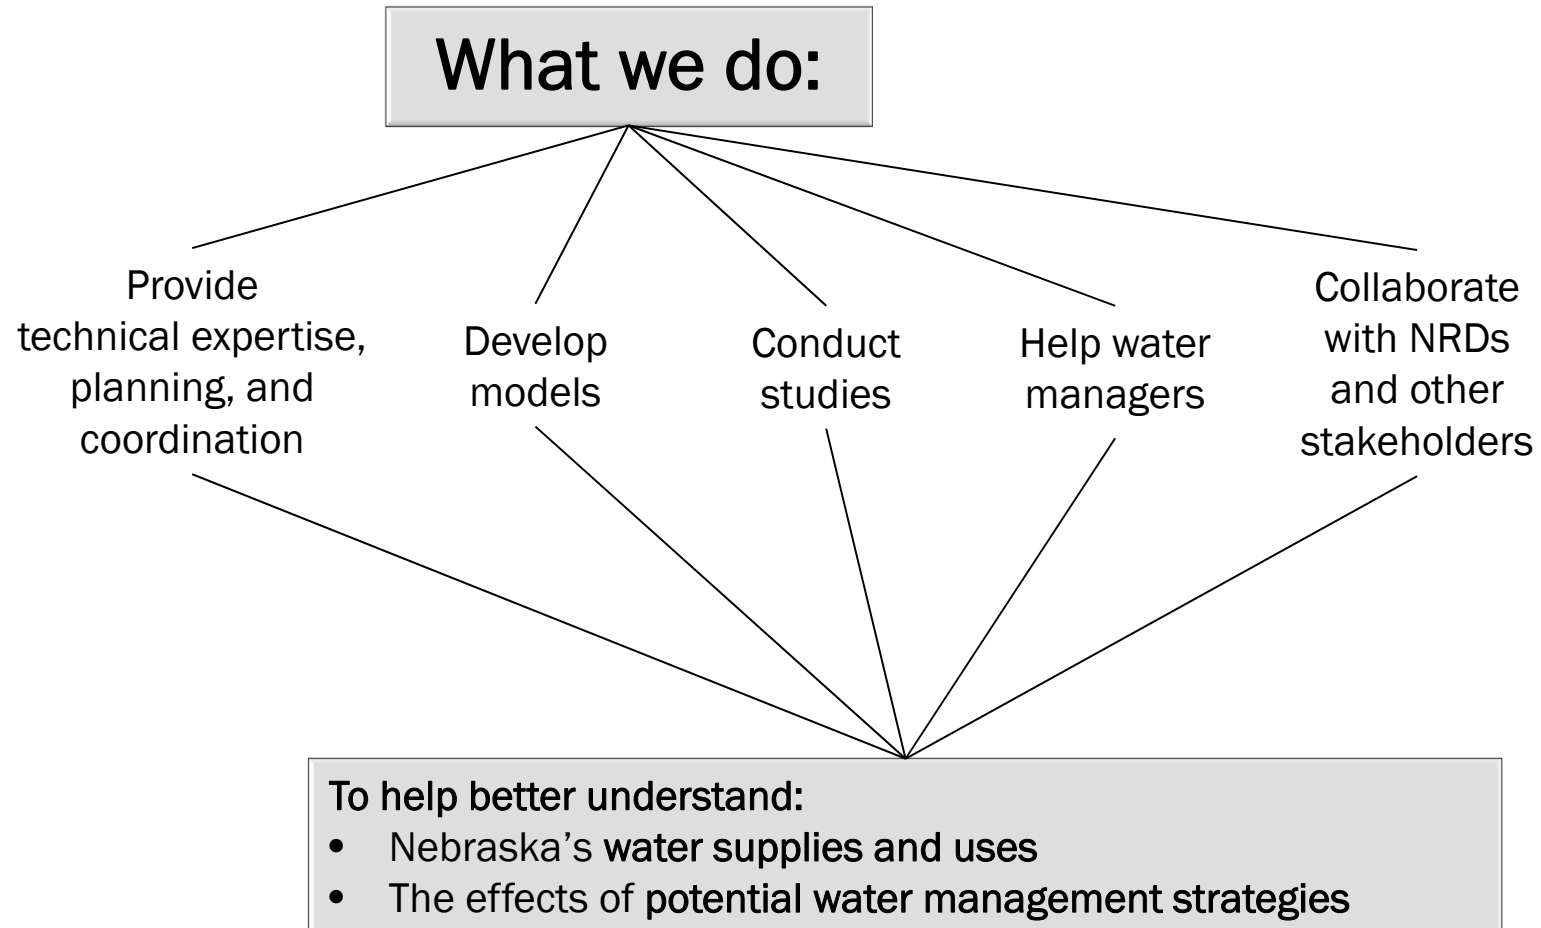 What we do:
Provide
technical expertise,
planning, and
coordination
Develop
models
Conduct
studies
Help water
managers
Collaborate
with NRDs
and other
stakeholders
To help better understand:
• Nebraska’s water supplies and uses
• The effects of potential water management strategies